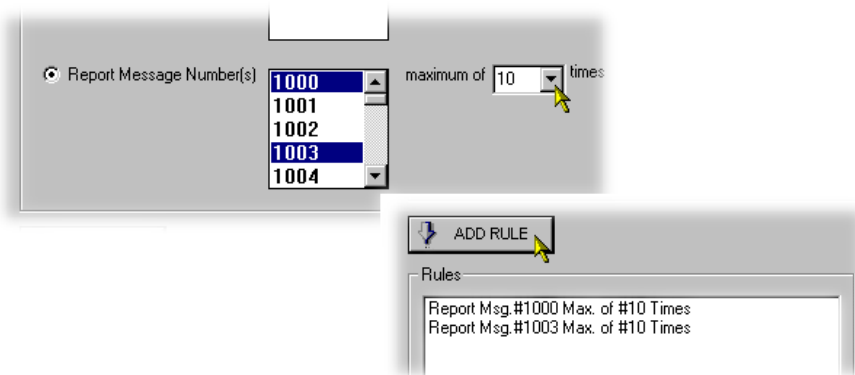 Report Message Number(s) 1000 maximum of 10 times
1001
1002
1003
1004
ADD RULE
Rules
Report Msg.#1000 Max. of #10 Times
Report Msg.#1003 Max. of #10 Times